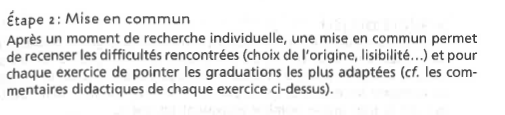 Étape 2 : Mise en commun
Après un moment de recherche individuelle, une mise en commun permet
de recenser les difficultés rencontrées (choix de l'origine, lisibilité...) et pour
chaque exercice de pointer les graduations les plus adaptées (cf. les com-
mentaires didactiques de chaque exercice ci-dessus).